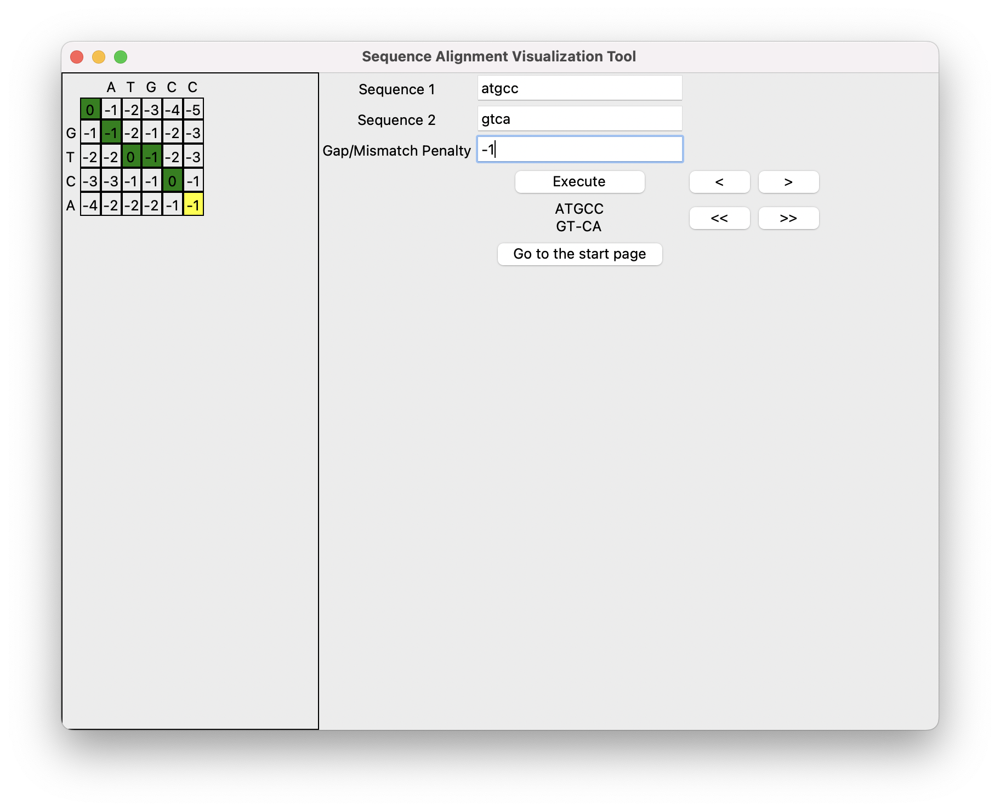 Sequence Alignment Visualization Tool
A T G C C
0 -1 -2 -3 -4 -5
G -1 -1 -2 -1 -2 -3
T -2 -2 0 -1 -2 -3
C -3 -3 -1 -1 0 -1
A -4 -2 -2 -2 -1 -1
Sequence 1 atgcc
Sequence 2 gtca
Gap/Mismatch Penalty -1
Execute < >
ATGCC
GT-CA
<< >>
Go to the start page